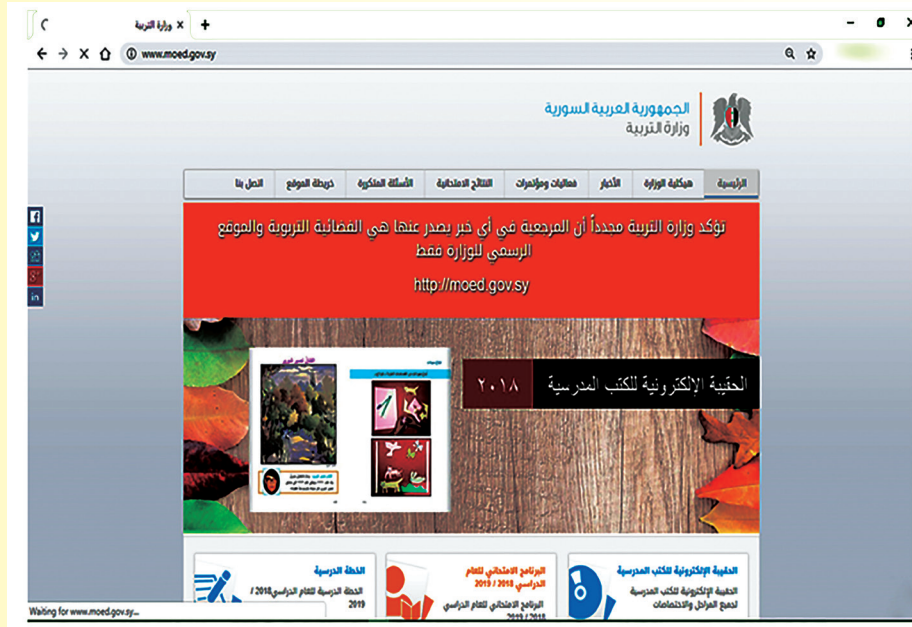 وزارة التربية
www.moed.gov.sy
الجمهورية العربية السورية
وزارة التربية
الرئيسية
هيكلية الوزارة
الأخبار
فعاليات ومؤتمرات
النتائج الامتحانية
الأسئلة المتكررة
خريطة الموقع
اتصل بنا
تؤكد وزارة التربية مجدداً أن المرجعية في أي خبر يصدر عنها هي الفضائية التربوية والموقع
الرسمي للوزارة فقط
http://moed.gov.sy
الحقيبة الإلكترونية للكتب المدرسية ٢٠١٨
الحقيبة الإلكترونية للكتب المدرسية
الحقيبة الإلكترونية للكتب المدرسية
لجميع المراحل والاختصاصات
البرنامج الامتحاني للعام
الدراسي 2018 / 2019
البرنامج الامتحاني للعام الدراسي
2018 / 2019
الخطة الدرسية
الخطة الدرسية للعام الدراسي2018 /
2019
Waiting for www.moed.gov.sy...